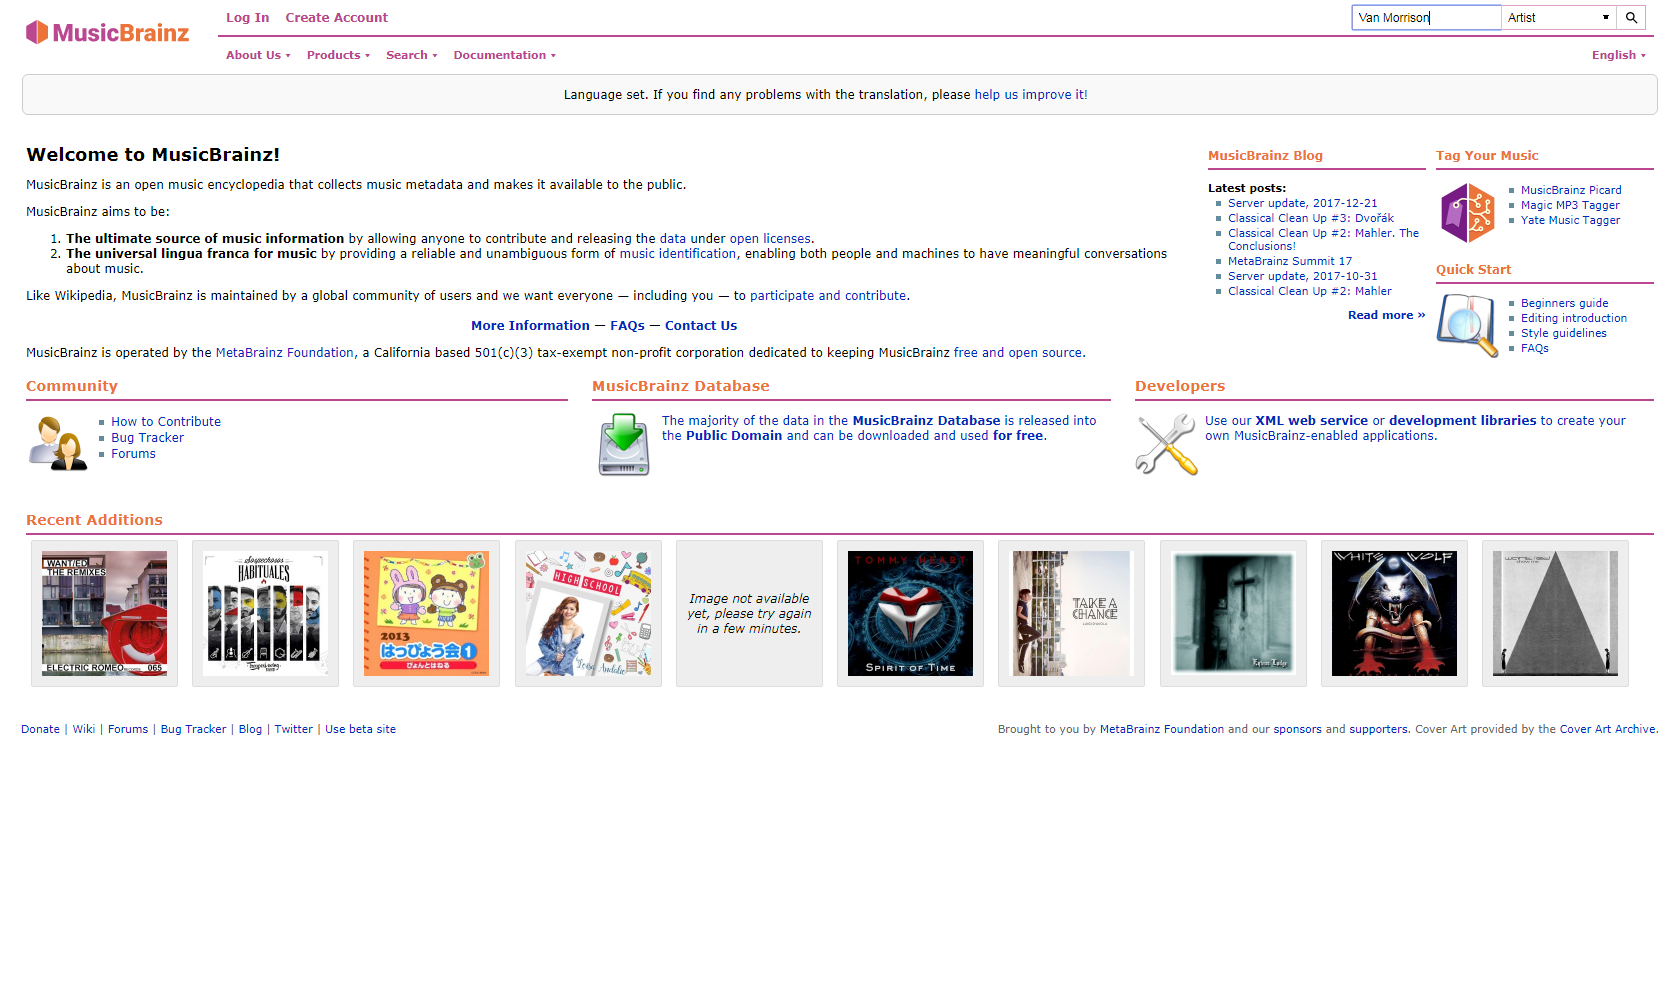 MusicBrainz
Log In Create Account
Van Morrison Artist
About Us Products Search Documentation
English
Language set. If you find any problems with the translation, please help us improve it!
Welcome to MusicBrainz!
MusicBrainz is an open music encyclopedia that collects music metadata and makes it available to the public.
MusicBrainz aims to be:
1. The ultimate source of music information by allowing anyone to contribute and releasing the data under open licenses.
2. The universal lingua franca for music by providing a reliable and unambiguous form of music identification, enabling both people and machines to have meaningful conversations
about music.
Like Wikipedia, MusicBrainz is maintained by a global community of users and we want everyone — including you — to participate and contribute.
More Information — FAQs — Contact Us
MusicBrainz is operated by the MetaBrainz Foundation, a California based 501(c)(3) tax-exempt non-profit corporation dedicated to keeping MusicBrainz free and open source.
MusicBrainz Blog
Latest posts:
Server update, 2017-12-21
Classical Clean Up #3: Dvořák
Classical Clean Up #2: Mahler. The
Conclusions!
MetaBrainz Summit 17
Server update, 2017-10-31
Classical Clean Up #2: Mahler
Read more »
Tag Your Music
MusicBrainz Picard
Magic MP3 Tagger
Yate Music Tagger
Quick Start
Beginners guide
Editing introduction
Style guidelines
FAQs
Community
How to Contribute
Bug Tracker
Forums
MusicBrainz Database
The majority of the data in the MusicBrainz Database is released into
the Public Domain and can be downloaded and used for free.
Developers
Use our XML web service or development libraries to create your
own MusicBrainz-enabled applications.
Recent Additions
WANT/ED
THE REMIXES
ELECTRIC ROMEO RECORDS 065
Sospechosos
HABITUALES
2013
はっぴょう会1
ぴょんとはねる
HIGH SCHOOL
Image not available
yet, please try again
in a few minutes.
TOMMY HEART
SPIRIT OF TIME
TAKE A
CHANCE
WHITE WOLF
show me
Donate | Wiki | Forums | Bug Tracker | Blog | Twitter | Use beta site
Brought to you by MetaBrainz Foundation and our sponsors and supporters. Cover Art provided by the Cover Art Archive.